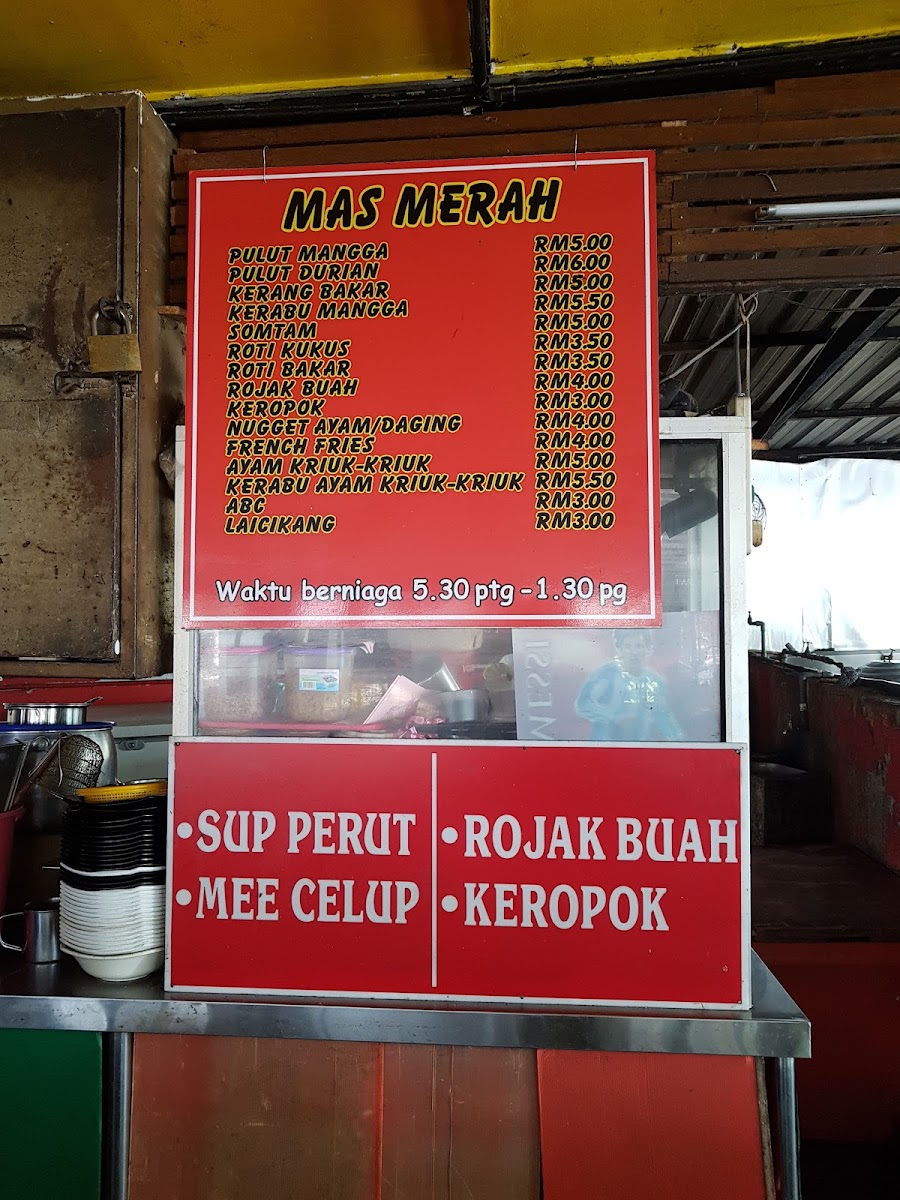 MAS MERAH
PULUT MANGGA RM5.00
PULUT DURIAN RM6.00
KERANG BAKAR RM5.00
KERABU MANGGA RM5.50
SOMTAM RM5.00
ROTI KUKUS RM3.50
ROTI BAKAR RM3.50
ROJAK BUAH RM4.00
KEROPOK RM3.00
NUGGET AYAM/DAGING RM4.00
FRENCH FRIES RM4.00
AYAM KRIUK-KRIUK RM5.00
KERABU AYAM KRIUK-KRIUK RM5.50
ABC RM3.00
LAICIKANG RM3.00
Waktu berniaga 5.30 ptg - 1.30 pg
MESSI
• SUP PERUT
• MEE CELUP
• ROJAK BUAH
• KEROPOK